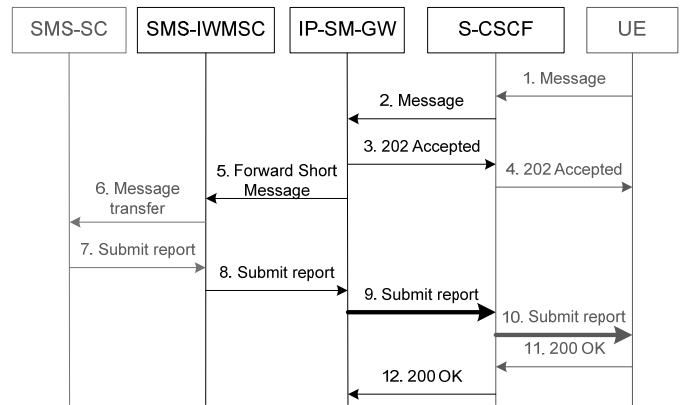 SMS-SC
SMS-IWMSC
IP-SM-GW
S-CSCF
UE
1. Message
2. Message
3. 202 Accepted
4. 202 Accepted
5. Forward Short
Message
6. Message
transfer
7. Submit report
8. Submit report
9. Submit report
10. Submit report
11. 200 OK
12. 200 OK